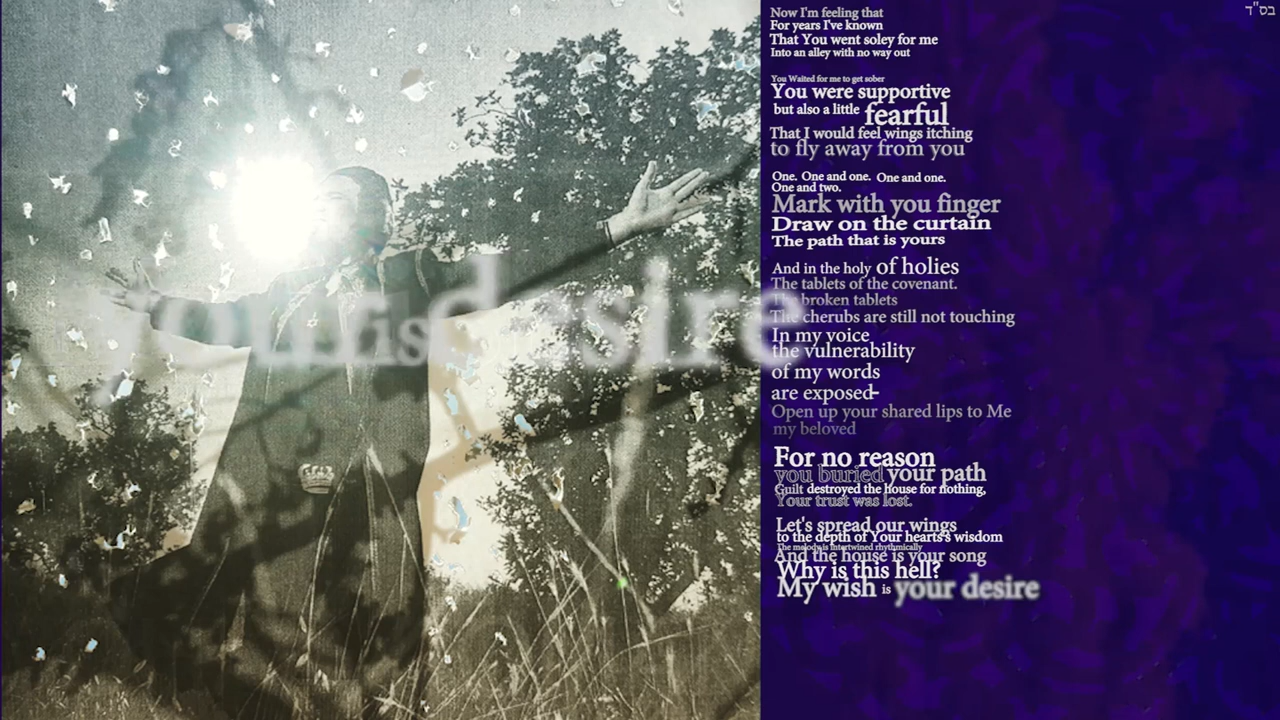 בס"ד
Now I'm feeling that
For years I've known
That You went soley for me
Into an alley with no way out
You Waited for me to get sober
You were supportive
but also a little fearful
That I would feel wings itching
to fly away from you
One. One and one. One and one.
One and two.
Mark with you finger
Draw on the curtain
The path that is yours
And in the holy of holies
The tablets of the covenant.
The broken tablets
The cherubs are still not touching
In my voice
the vulnerability
of my words
are exposed-
Open up your shared lips to Me
my beloved
For no reason
you buried your path
Guilt destroyed the house for nothing,
Your trust was lost.
Let's spread our wings
to the depth of Your hearts's wisdom
The melody is intertwined rhythmically
And the house is your song
Why is this hell?
My wish is your desire
your is desire